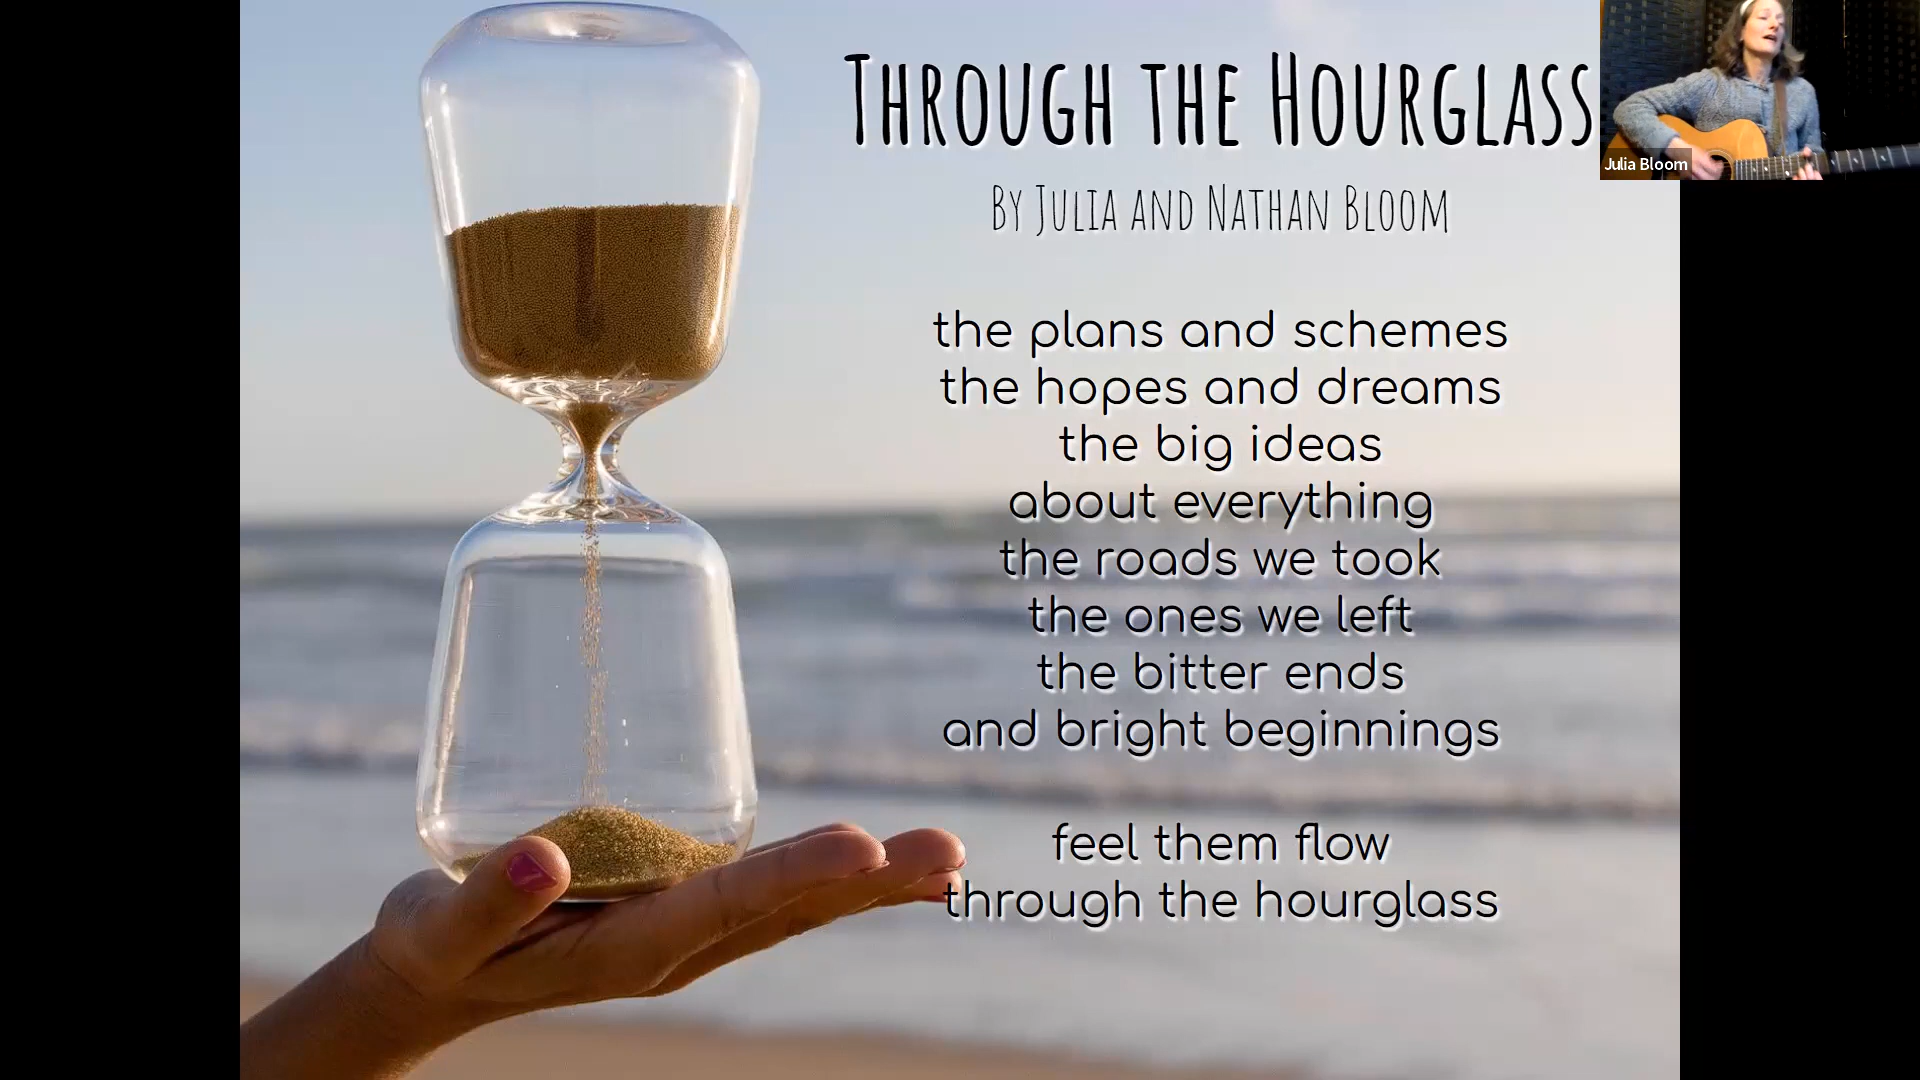 Through the Hourglass
By Julia and Nathan Bloom
Julia Bloom
the plans and schemes
the hopes and dreams
the big ideas
about everything
the roads we took
the ones we left
the bitter ends
and bright beginnings
feel them flow
through the hourglass